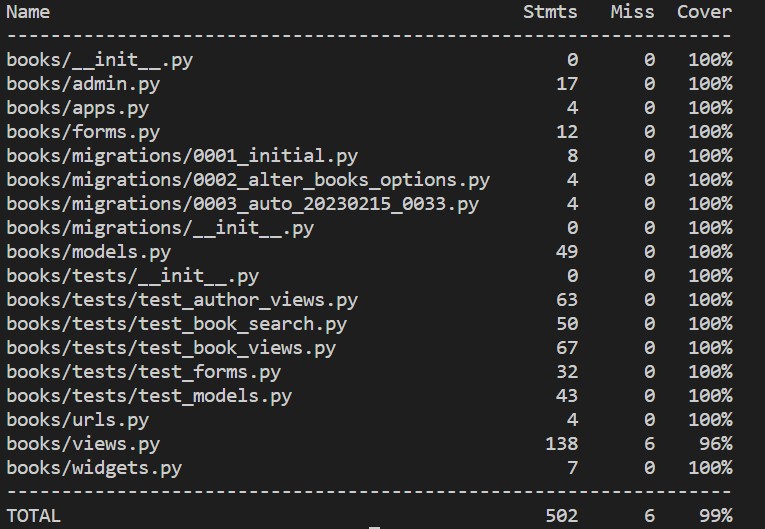 Name Stmts Miss Cover
------------------------------------------------------------------
books/__init__.py 0 0 100%
books/admin.py 17 0 100%
books/apps.py 4 0 100%
books/forms.py 12 0 100%
books/migrations/0001_initial.py 8 0 100%
books/migrations/0002_alter_books_options.py 4 0 100%
books/migrations/0003_auto_20230215_0033.py 4 0 100%
books/migrations/__init__.py 0 0 100%
books/models.py 49 0 100%
books/tests/__init__.py 0 0 100%
books/tests/test_author_views.py 63 0 100%
books/tests/test_book_search.py 50 0 100%
books/tests/test_book_views.py 67 0 100%
books/tests/test_forms.py 32 0 100%
books/tests/test_models.py 43 0 100%
books/urls.py 4 0 100%
books/views.py 138 6 96%
books/widgets.py 7 0 100%
------------------------------------------------------------------
TOTAL 502 6 99%